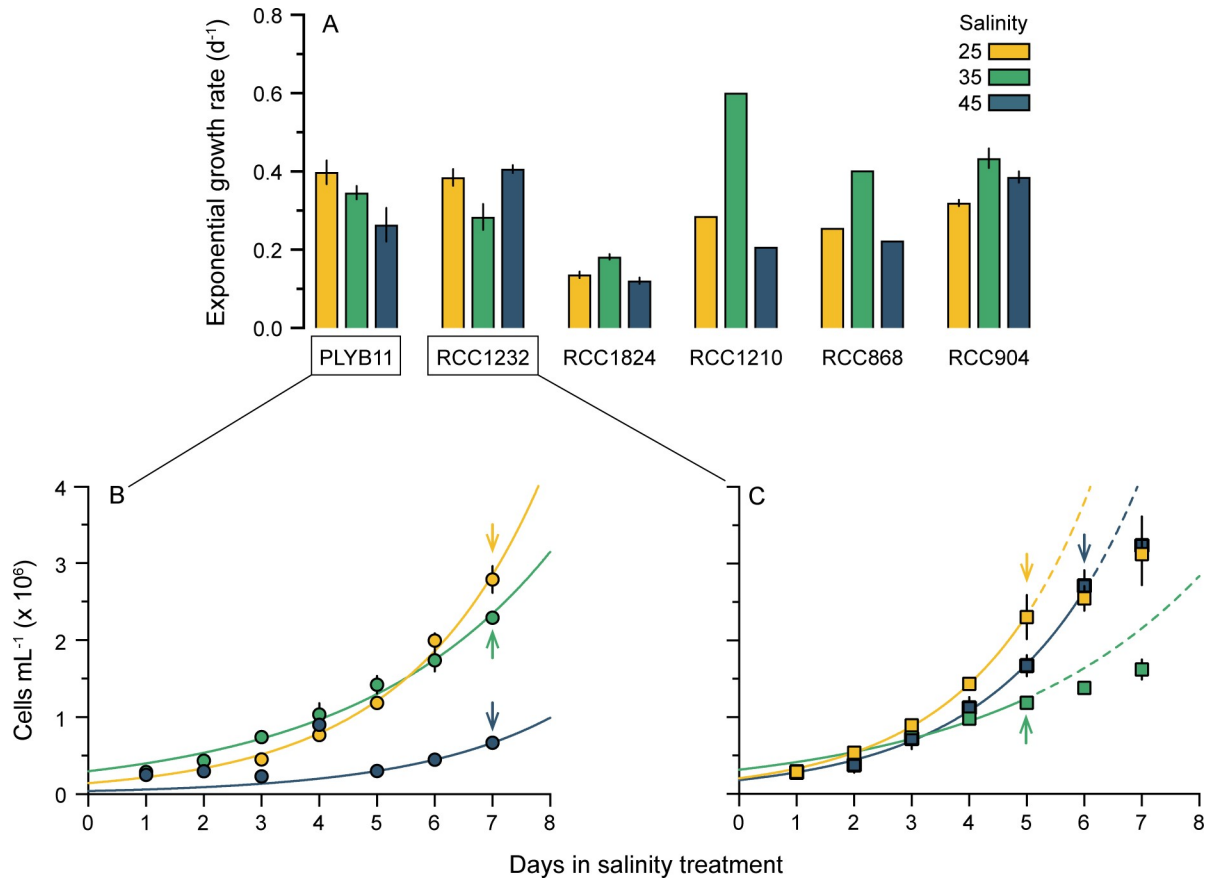 A
Salinity
25
35
45
Exponential growth rate (d⁻¹)
0.8
0.6
0.4
0.2
0.0
PLYB11 RCC1232 RCC1824 RCC1210 RCC868 RCC904
B
Cells mL⁻¹ (x 10⁶)
4
3
2
1
0
0 1 2 3 4 5 6 7 8
C
0 1 2 3 4 5 6 7 8
Days in salinity treatment